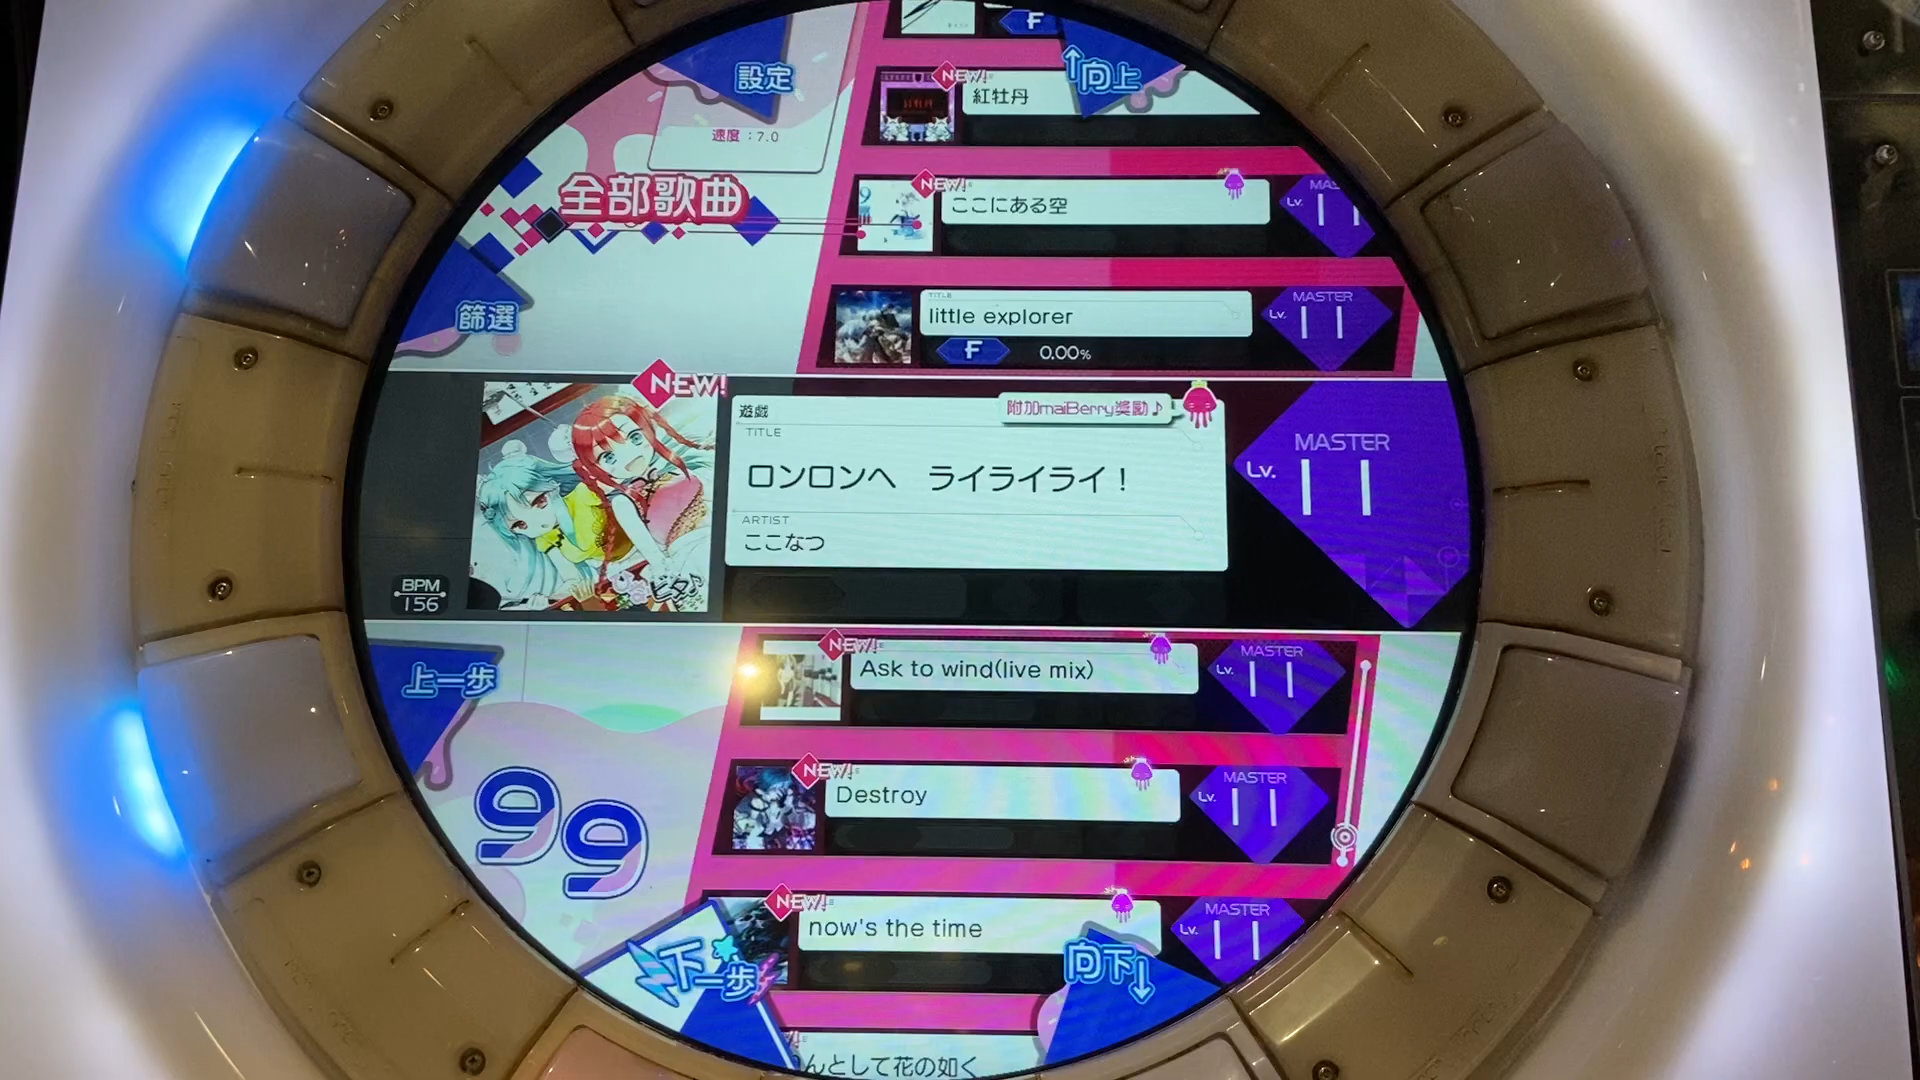 F
設定
↑向上
NEW!
紅牡丹
速度：7.0
全部歌曲
NEW!
ここにある空
Lv. 11
篩選
TITLE
little explorer
F 0.00%
MASTER
Lv. 11
NEW!
遊戯
附加maiBerry獎勵♪
TITLE
ロンロンへ　ライライライ！
ARTIST
ここなつ
MASTER
Lv. 11
BPM
156
上一步
NEW!
Ask to wind(live mix)
MASTER
Lv. 11
99
NEW!
Destroy
MASTER
Lv. 11
NEW!
now's the time
MASTER
Lv. 11
下一步
向下↓
んとして花の如く